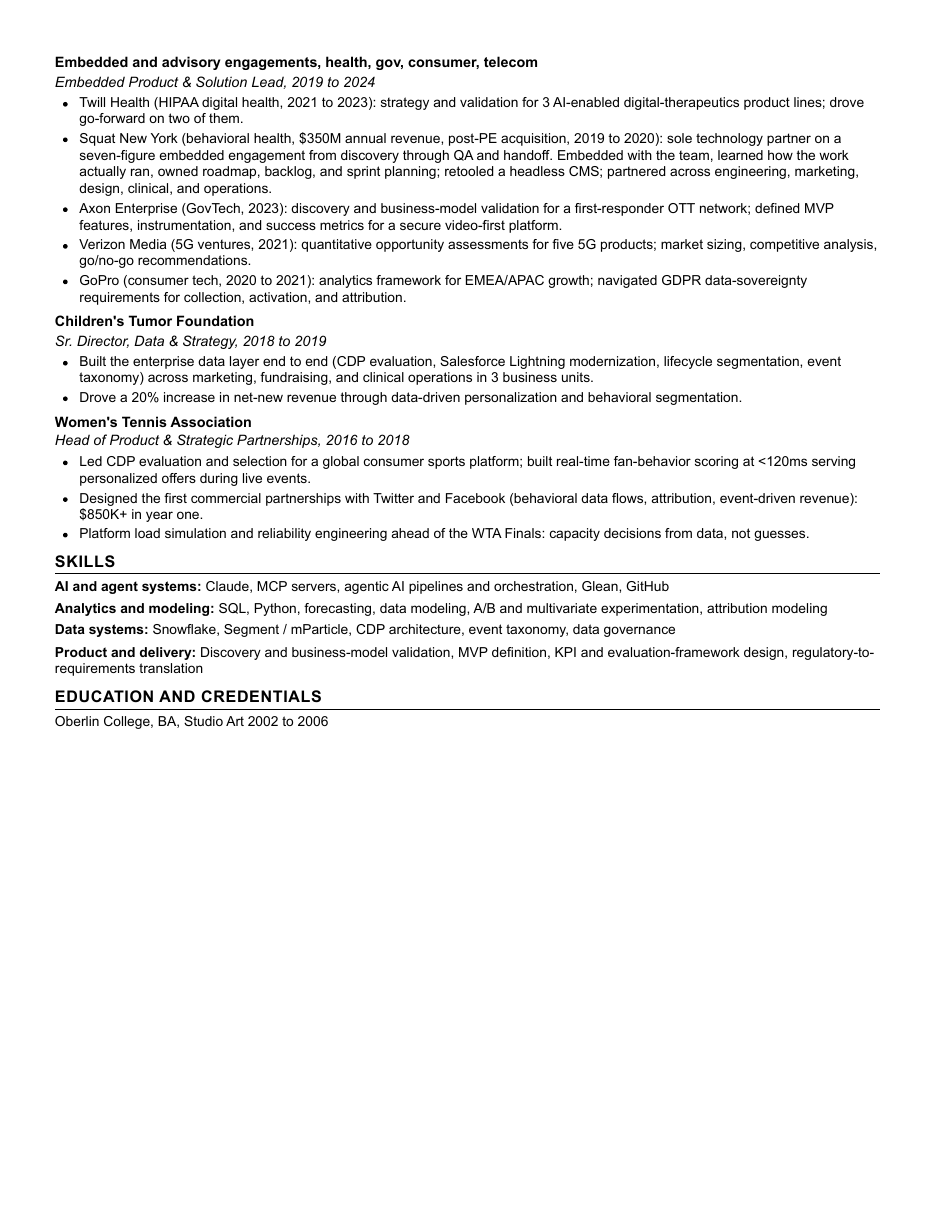 Embedded and advisory engagements, health, gov, consumer, telecom
Embedded Product & Solution Lead, 2019 to 2024
• Twill Health (HIPAA digital health, 2021 to 2023): strategy and validation for 3 AI-enabled digital-therapeutics product lines; drove
go-forward on two of them.
• Squat New York (behavioral health, $350M annual revenue, post-PE acquisition, 2019 to 2020): sole technology partner on a
seven-figure embedded engagement from discovery through QA and handoff. Embedded with the team, learned how the work
actually ran, owned roadmap, backlog, and sprint planning; retooled a headless CMS; partnered across engineering, marketing,
design, clinical, and operations.
• Axon Enterprise (GovTech, 2023): discovery and business-model validation for a first-responder OTT network; defined MVP
features, instrumentation, and success metrics for a secure video-first platform.
• Verizon Media (5G ventures, 2021): quantitative opportunity assessments for five 5G products; market sizing, competitive analysis,
go/no-go recommendations.
• GoPro (consumer tech, 2020 to 2021): analytics framework for EMEA/APAC growth; navigated GDPR data-sovereignty
requirements for collection, activation, and attribution.
Children's Tumor Foundation
Sr. Director, Data & Strategy, 2018 to 2019
• Built the enterprise data layer end to end (CDP evaluation, Salesforce Lightning modernization, lifecycle segmentation, event
taxonomy) across marketing, fundraising, and clinical operations in 3 business units.
• Drove a 20% increase in net-new revenue through data-driven personalization and behavioral segmentation.
Women's Tennis Association
Head of Product & Strategic Partnerships, 2016 to 2018
• Led CDP evaluation and selection for a global consumer sports platform; built real-time fan-behavior scoring at <120ms serving
personalized offers during live events.
• Designed the first commercial partnerships with Twitter and Facebook (behavioral data flows, attribution, event-driven revenue):
$850K+ in year one.
• Platform load simulation and reliability engineering ahead of the WTA Finals: capacity decisions from data, not guesses.
SKILLS
AI and agent systems: Claude, MCP servers, agentic AI pipelines and orchestration, Glean, GitHub
Analytics and modeling: SQL, Python, forecasting, data modeling, A/B and multivariate experimentation, attribution modeling
Data systems: Snowflake, Segment / mParticle, CDP architecture, event taxonomy, data governance
Product and delivery: Discovery and business-model validation, MVP definition, KPI and evaluation-framework design, regulatory-to-
requirements translation
EDUCATION AND CREDENTIALS
Oberlin College, BA, Studio Art 2002 to 2006